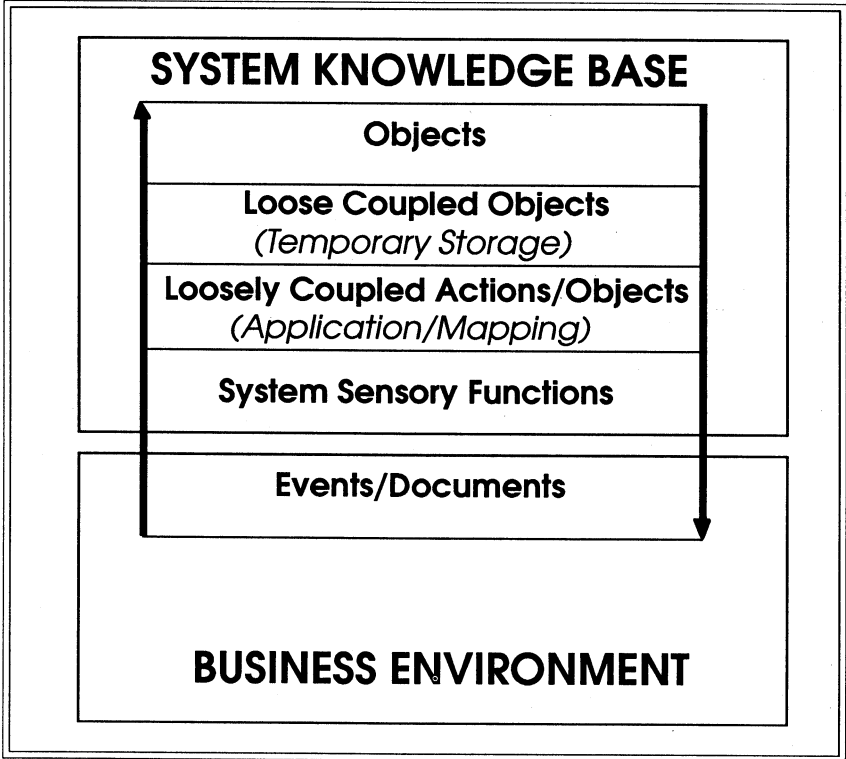 SYSTEM KNOWLEDGE BASE
Objects
Loose Coupled Objects
(Temporary Storage)
Loosely Coupled Actions/Objects
(Application/Mapping)
System Sensory Functions
Events/Documents
BUSINESS ENVIRONMENT